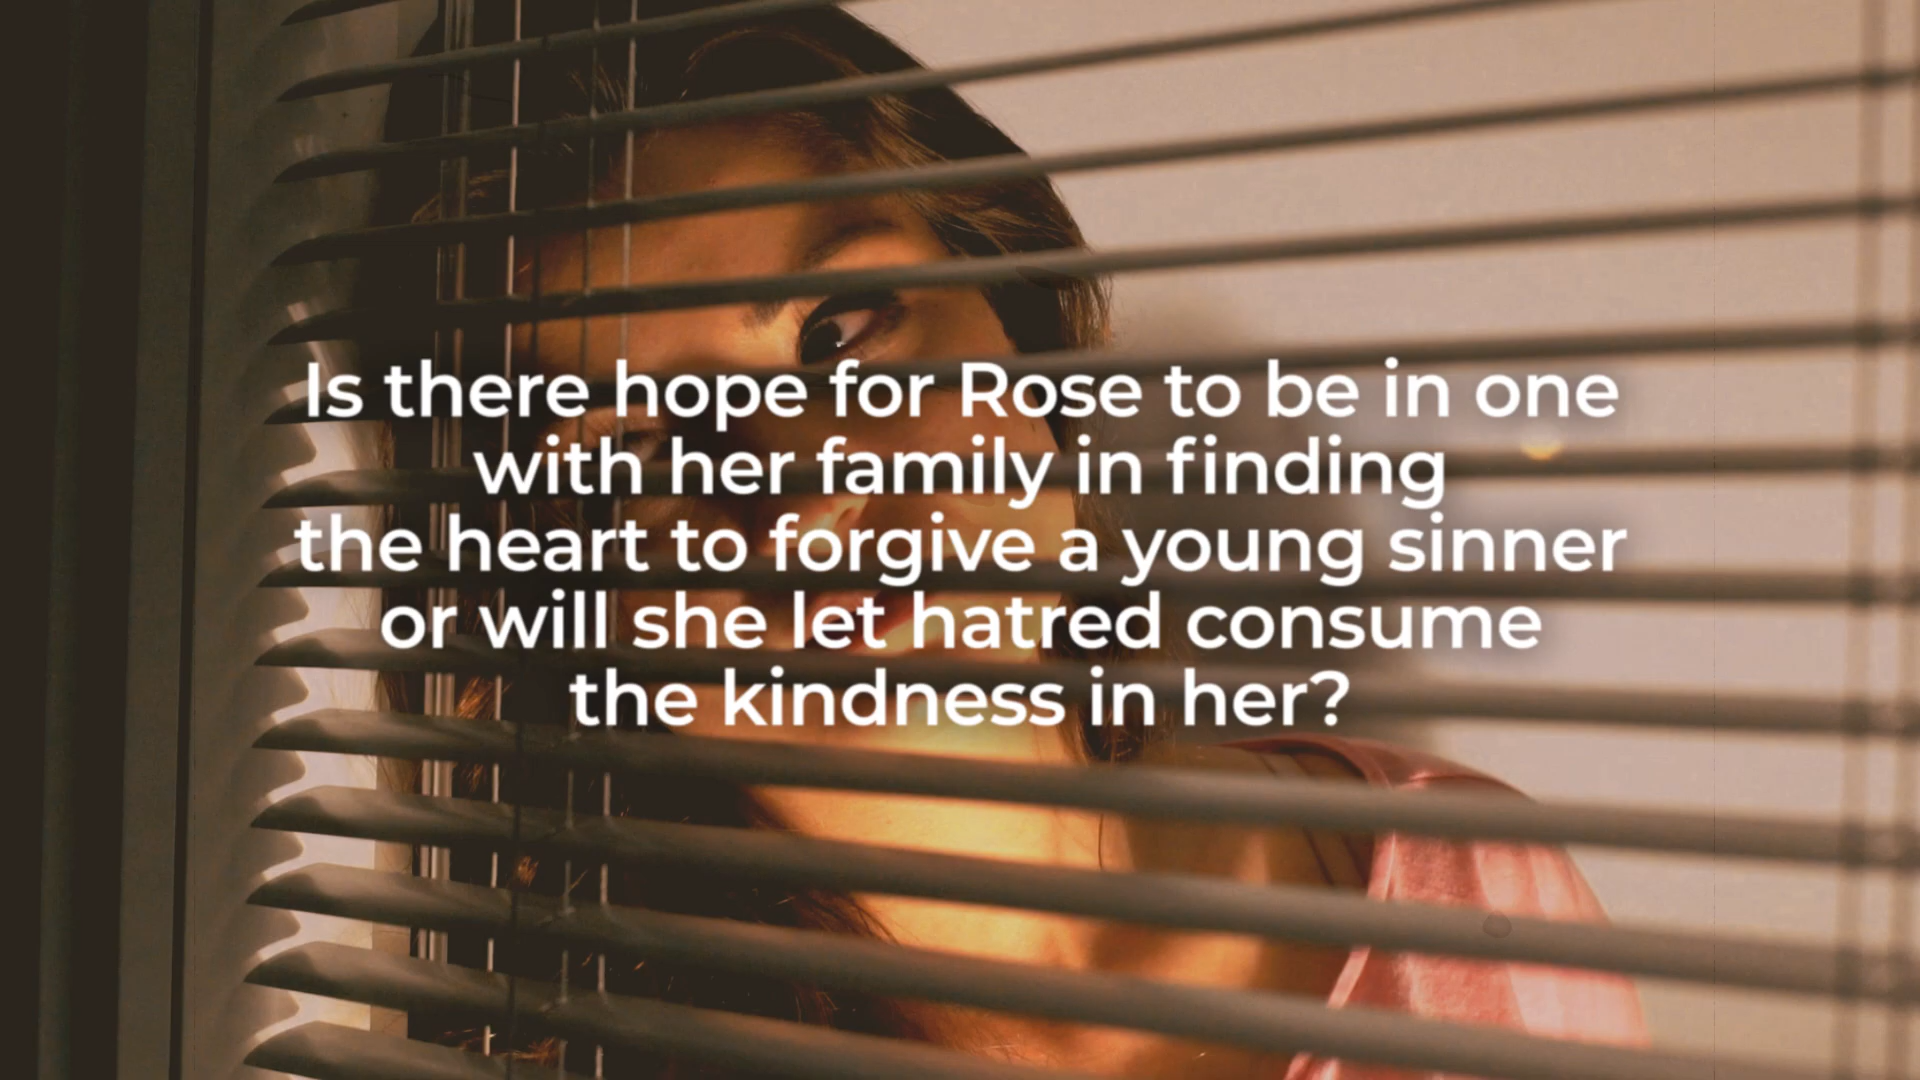 Is there hope for Rose to be in one
with her family in finding
the heart to forgive a young sinner
or will she let hatred consume
the kindness in her?